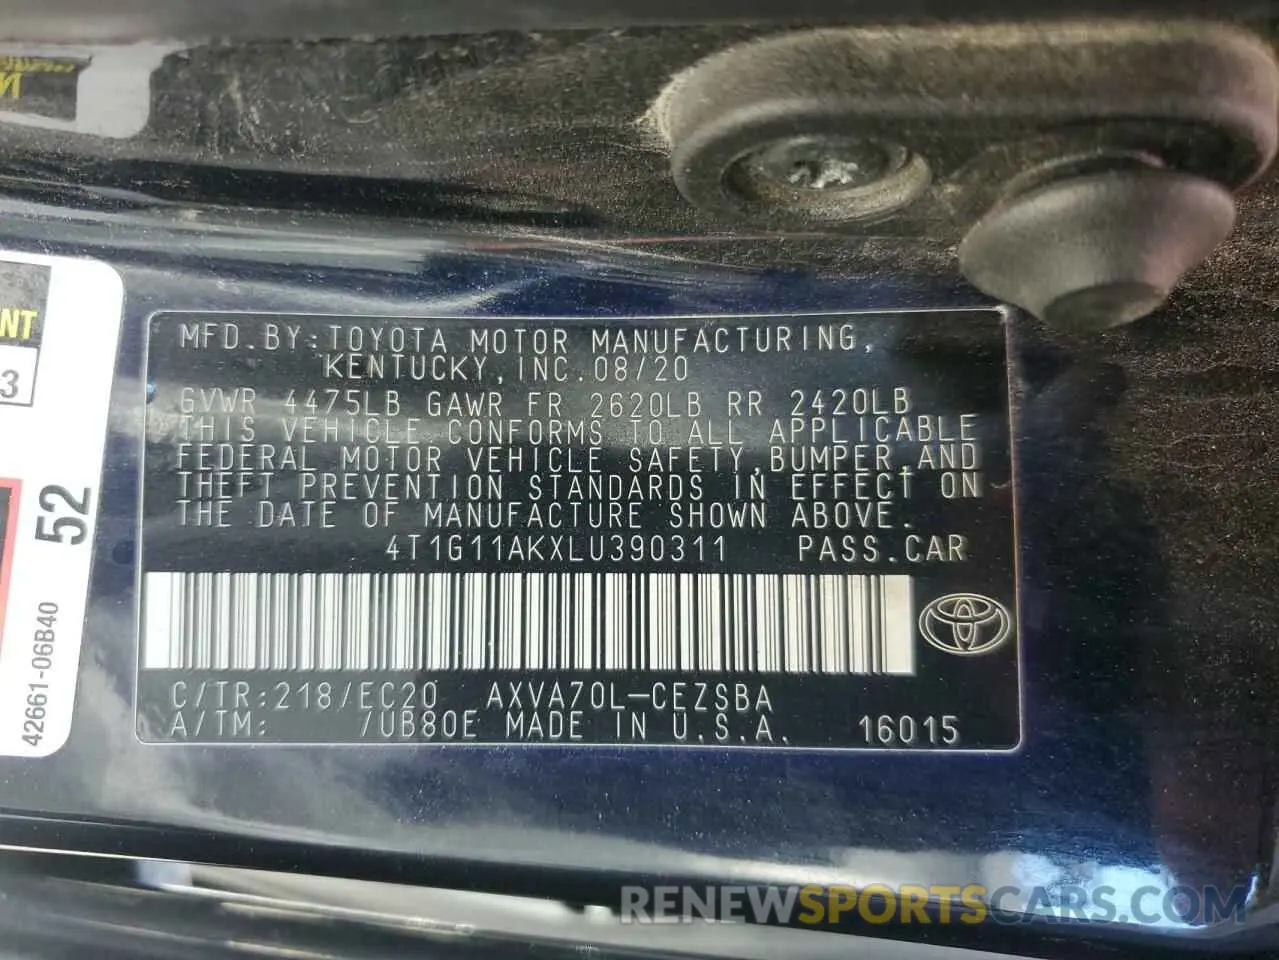 NT
3
52
42661-06B40
MFD.BY:TOYOTA MOTOR MANUFACTURING,
KENTUCKY,INC.08/20
GVWR 4475LB GAWR FR 2620LB RR 2420LB
THIS VEHICLE CONFORMS TO ALL APPLICABLE
FEDERAL MOTOR VEHICLE SAFETY,BUMPER,AND
THEFT PREVENTION STANDARDS IN EFFECT ON
THE DATE OF MANUFACTURE SHOWN ABOVE.
4T1G11AKXLU390311 PASS.CAR
C/TR:218/EC20 AXVA70L-CEZSBA
A/TM: /UB80E MADE IN U.S.A. 16015
RENEWSPORTSCARS.COM